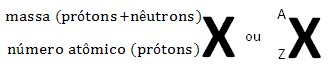 massa (prótons+nêutrons)
número atômico (prótons)
X ou
A
Z
X